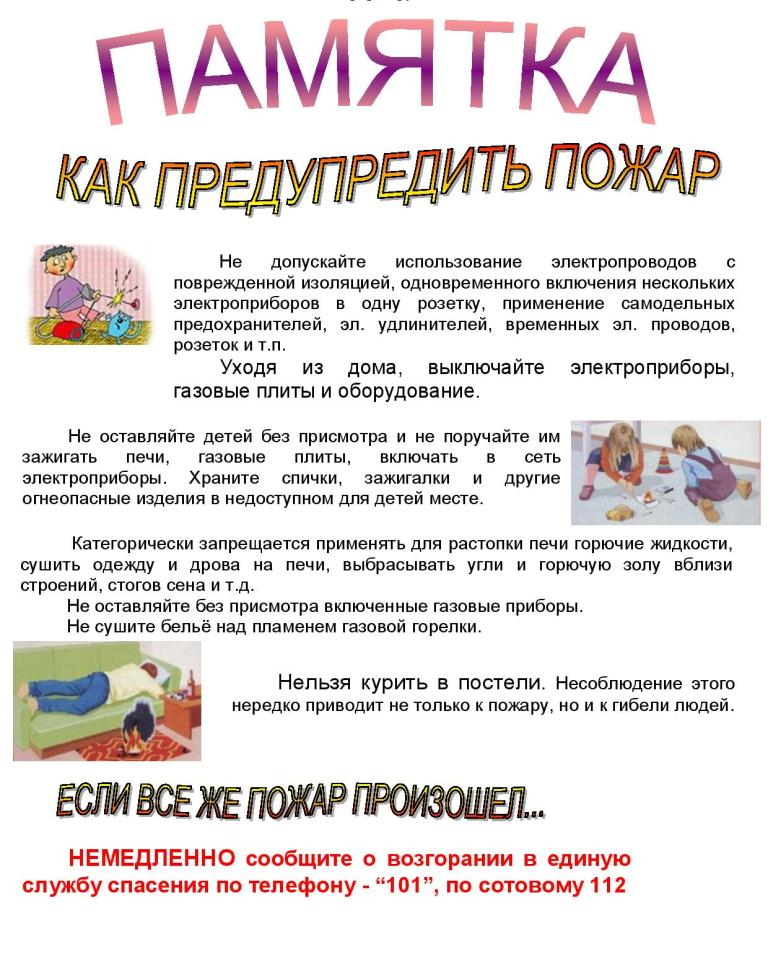 ПАМЯТКА
КАК ПРЕДУПРЕДИТЬ ПОЖАР
Не допускайте использование электропроводов с
поврежденной изоляцией, одновременного включения нескольких
электроприборов в одну розетку, применение самодельных
предохранителей, эл. удлинителей, временных эл. проводов,
розеток и т.п.
Уходя из дома, выключайте электроприборы,
газовые плиты и оборудование.
Не оставляйте детей без присмотра и не поручайте им
зажигать печи, газовые плиты, включать в сеть
электроприборы. Храните спички, зажигалки и другие
огнеопасные изделия в недоступном для детей месте.
Категорически запрещается применять для растопки печи горючие жидкости,
сушить одежду и дрова на печи, выбрасывать угли и горючую золу вблизи
строений, стогов сена и т.д.
Не оставляйте без присмотра включенные газовые приборы.
Не сушите бельё над пламенем газовой горелки.
Нельзя курить в постели. Несоблюдение этого
нередко приводит не только к пожару, но и к гибели людей.
ЕСЛИ ВСЕ ЖЕ ПОЖАР ПРОИЗОШЕЛ...
НЕМЕДЛЕННО сообщите о возгорании в единую
службу спасения по телефону - “101”, по сотовому 112